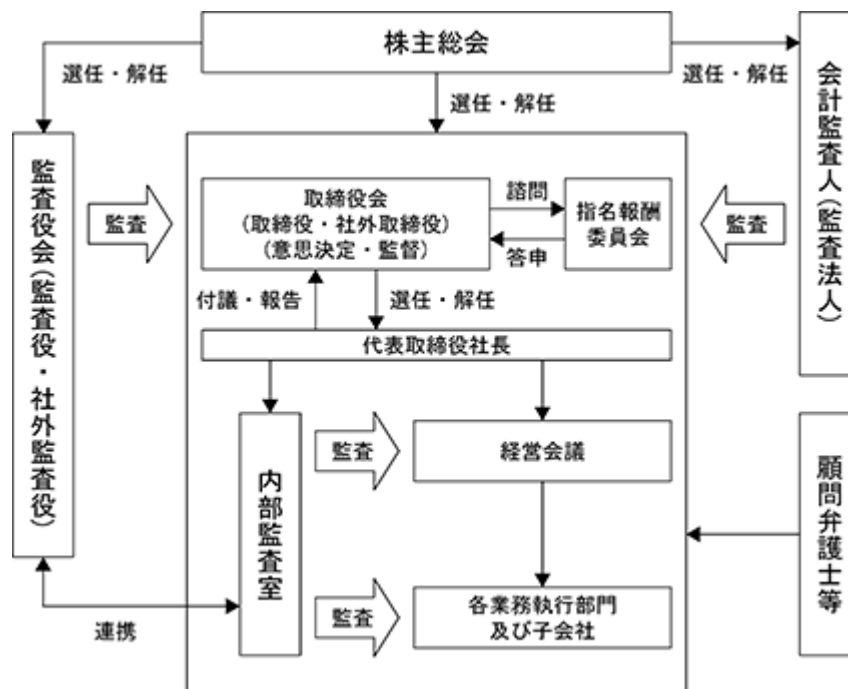 株主総会
選任・解任
選任・解任
選任・解任
監査役会(監査役・社外監査役)
監査
取締役会
(取締役・社外取締役)
(意思決定・監督)
諮問
答申
指名報酬
委員会
監査
会計監査人(監査法人)
付議・報告
選任・解任
代表取締役社長
内部監査室
監査
経営会議
監査
各業務執行部門
及び子会社
顧問弁護士等
連携